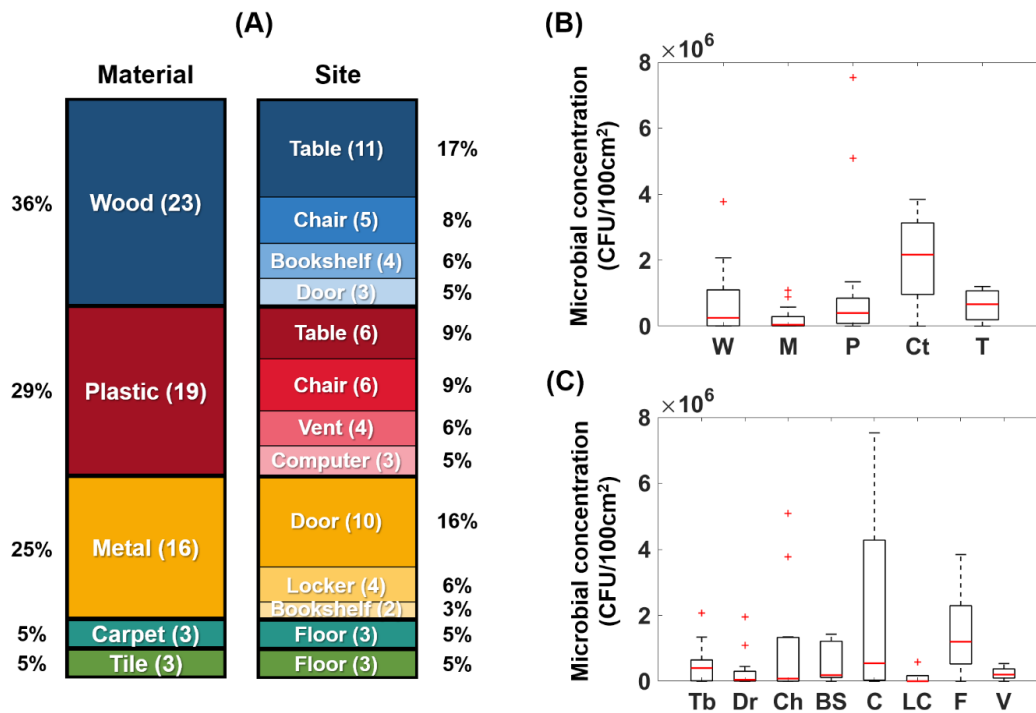 (A)
Material Site
36%
Wood (23)
Table (11)
17%
Chair (5)
8%
Bookshelf (4)
6%
Door (3)
5%
29%
Plastic (19)
Table (6)
9%
Chair (6)
9%
Vent (4)
6%
Computer (3)
5%
25%
Metal (16)
Door (10)
16%
Locker (4)
6%
Bookshelf (2)
3%
5%
Carpet (3)
Floor (3)
5%
5%
Tile (3)
Floor (3)
5%
(B)
×10⁶
Microbial concentration
(CFU/100cm²)
8
6
4
2
0
W M P Ct T
(C)
×10⁶
Microbial concentration
(CFU/100cm²)
8
6
4
2
0
Tb Dr Ch BS C LC F V